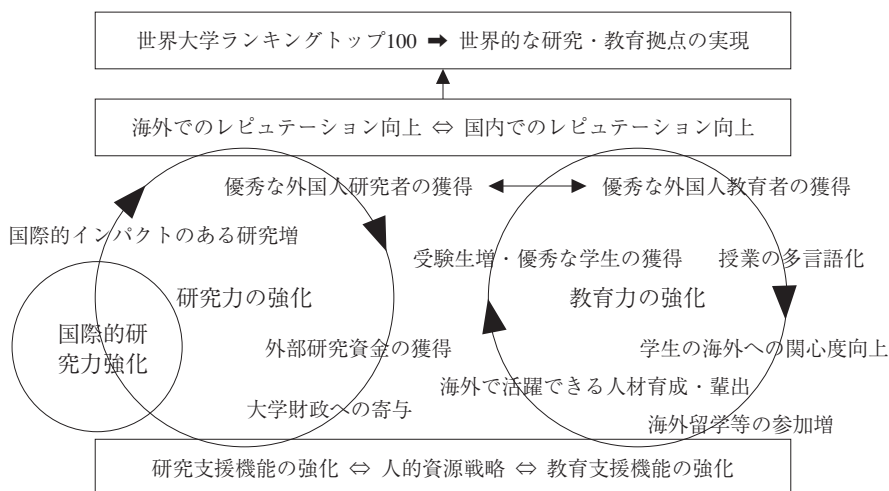 世界大学ランキングトップ100 ➡ 世界的な研究・教育拠点の実現
海外でのレピュテーション向上 ⇔ 国内でのレピュテーション向上
優秀な外国人研究者の獲得
優秀な外国人教育者の獲得
国際的インパクトのある研究増
受験生増・優秀な学生の獲得
授業の多言語化
研究力の強化
教育力の強化
国際的研
究力強化
外部研究資金の獲得
学生の海外への関心度向上
海外で活躍できる人材育成・輩出
大学財政への寄与
海外留学等の参加増
研究支援機能の強化 ⇔ 人的資源戦略 ⇔ 教育支援機能の強化